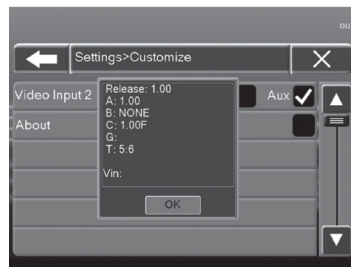 ou
Settings>Customize
Video Input 2
Aux
About
Release: 1.00
A: 1.00
B: NONE
C: 1.00F
G:
T: 5:6
Vin:
OK